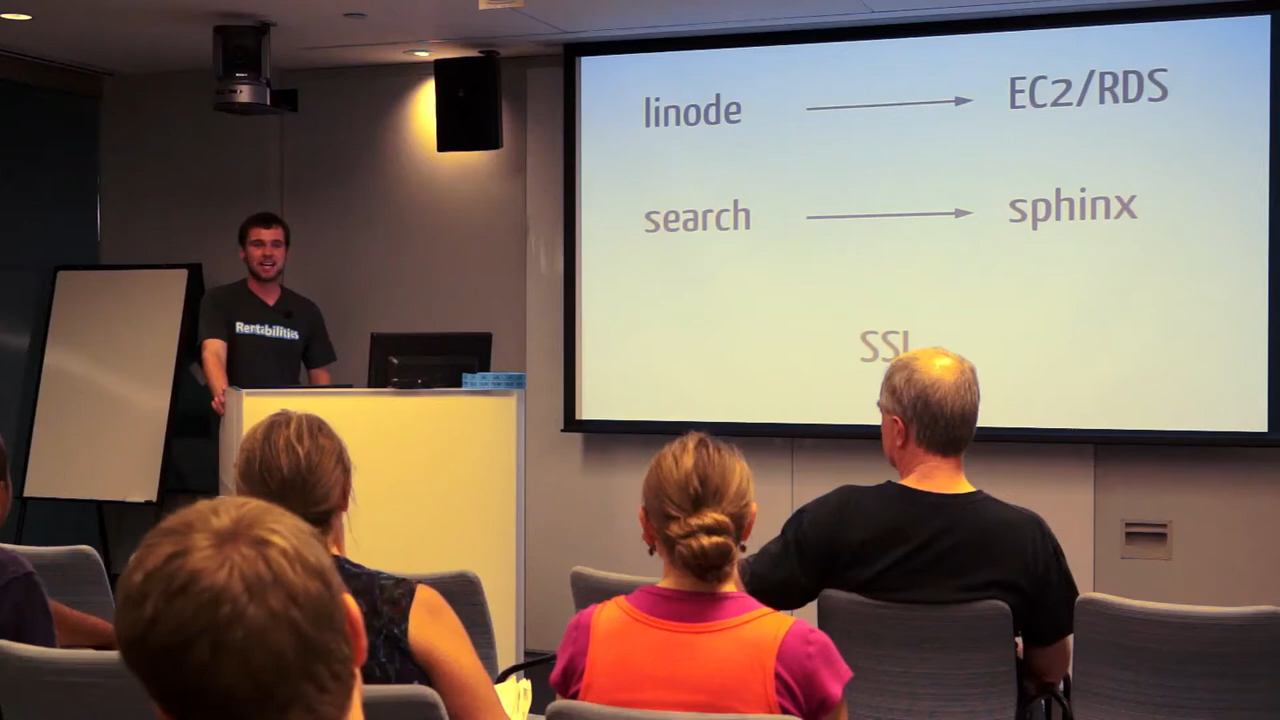 linode → EC2/RDS
search → sphinx
SSL
Rentabilities